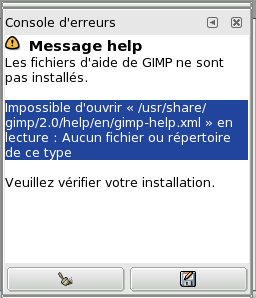 Console d'erreurs
Message help
Les fichiers d'aide de GIMP ne sont
pas installés.
Impossible d'ouvrir « /usr/share/
gimp/2.0/help/en/gimp-help.xml » en
lecture : Aucun fichier ou répertoire
de ce type
Veuillez vérifier votre installation.